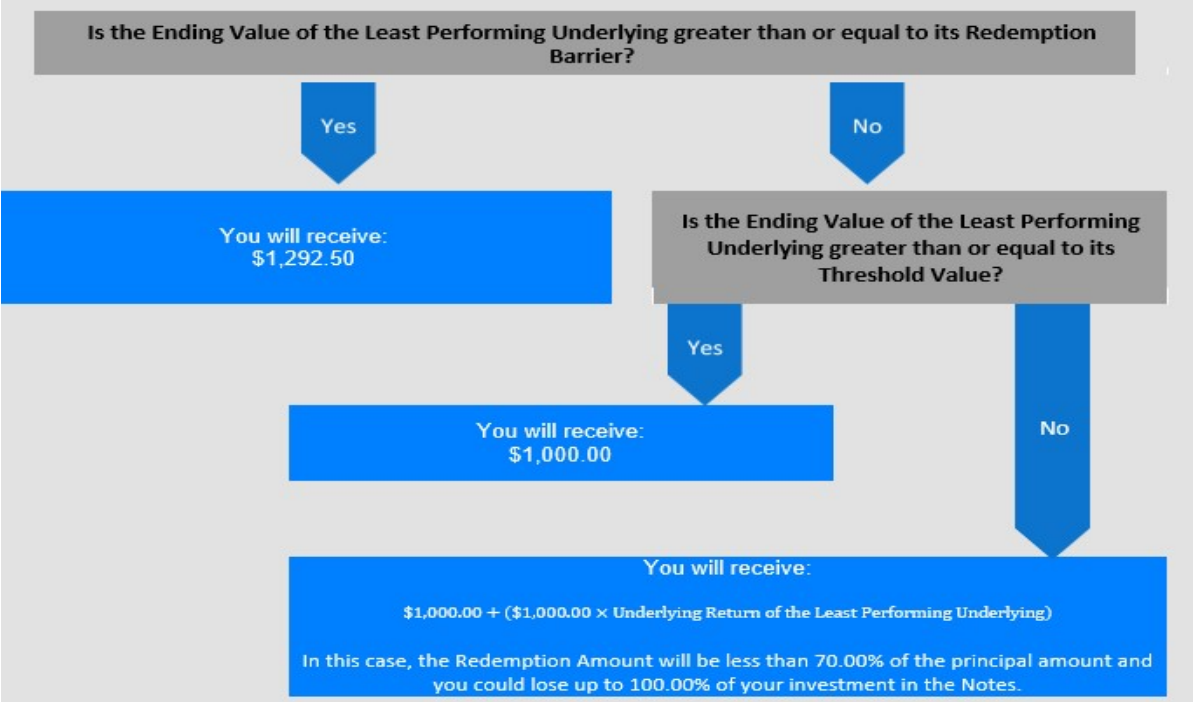 Is the Ending Value of the Least Performing Underlying greater than or equal to its Redemption
Barrier?
Yes
No
You will receive:
$1,292.50
Is the Ending Value of the Least Performing
Underlying greater than or equal to its
Threshold Value?
Yes
No
You will receive:
$1,000.00
You will receive:
$1,000.00 + ($1,000.00 × Underlying Return of the Least Performing Underlying)
In this case, the Redemption Amount will be less than 70.00% of the principal amount and
you could lose up to 100.00% of your investment in the Notes.